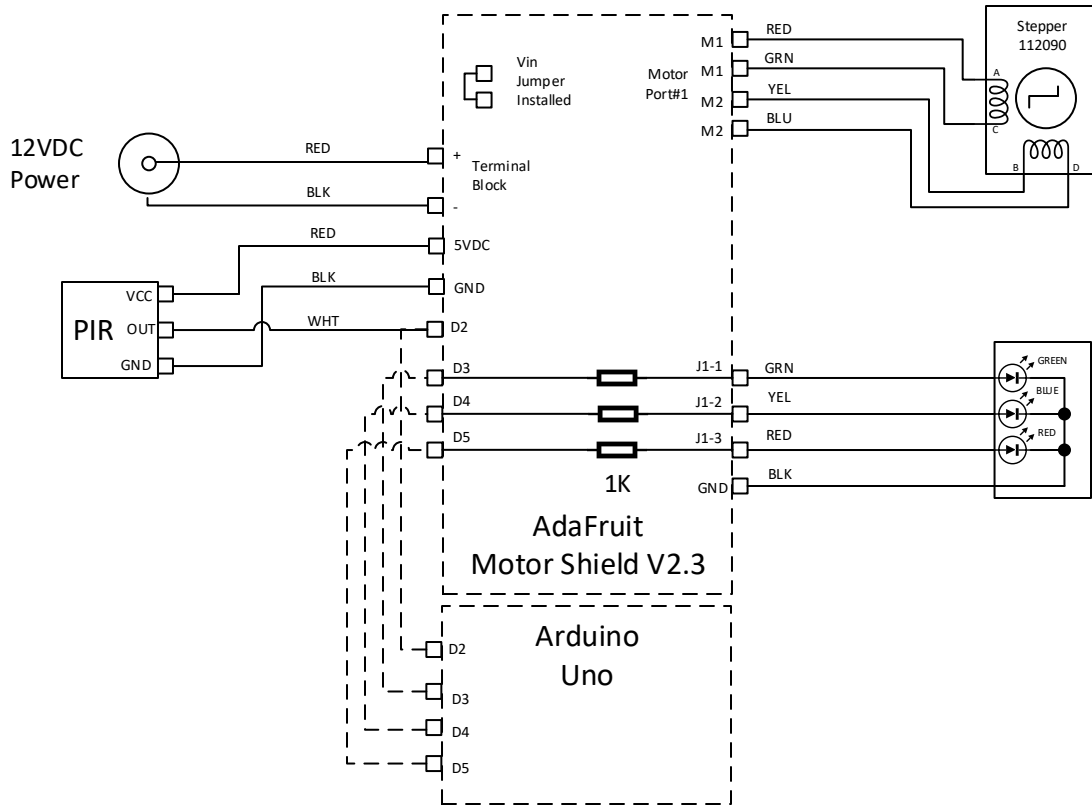 12VDC
Power
RED
BLK
RED
BLK
WHT
PIR
VCC
OUT
GND
Vin
Jumper
Installed
+
Terminal
Block
-
5VDC
GND
D2
D3
D4
D5
1K
Motor
Port#1
M1
M1
M2
M2
RED
GRN
YEL
BLU
Stepper
112090
A
C
B
D
J1-1
J1-2
J1-3
GND
GRN
YEL
RED
BLK
GREEN
BLUE
RED
AdaFruit
Motor Shield V2.3
Arduino
Uno
D2
D3
D4
D5